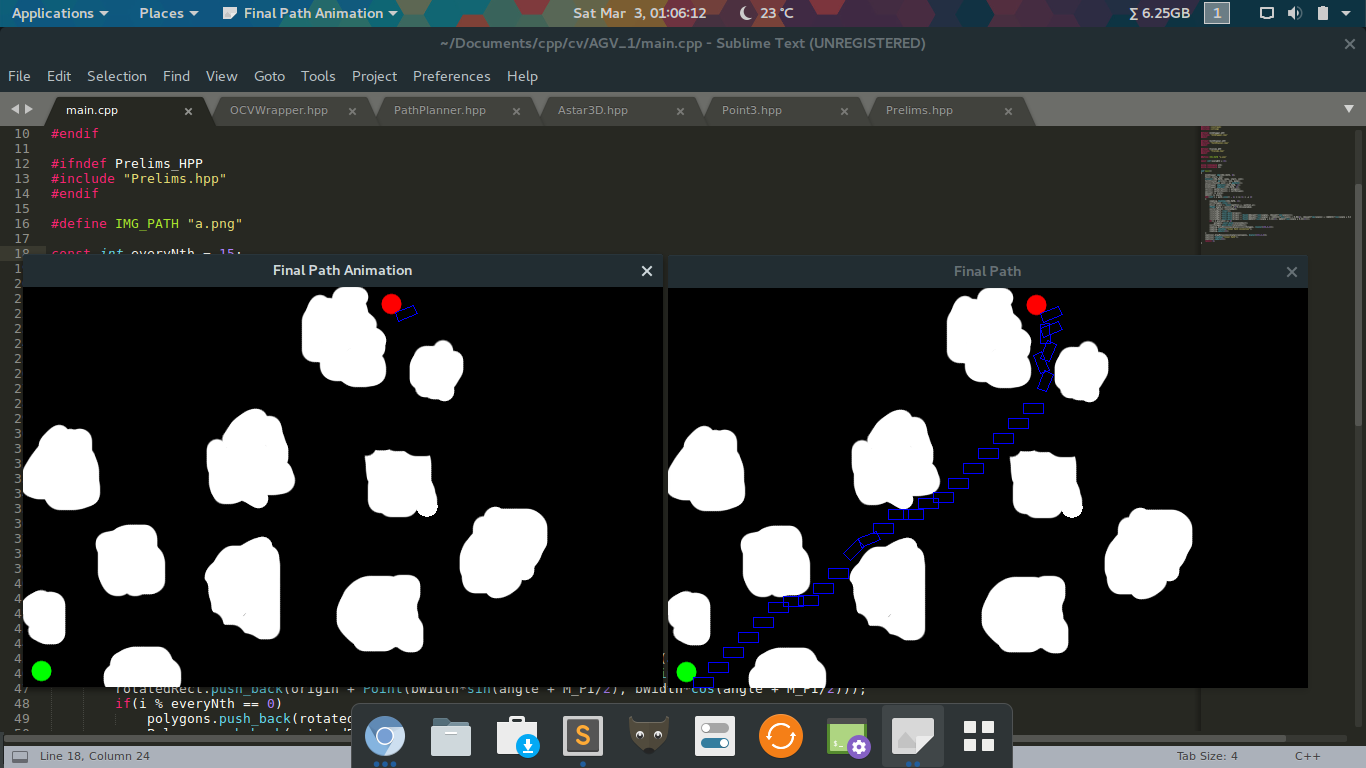 Applications Places Final Path Animation Sat Mar 3, 01:06:12 23 °C Σ 6.25GB 1
~/Documents/cpp/cv/AGV_1/main.cpp - Sublime Text (UNREGISTERED)
File Edit Selection Find View Goto Tools Project Preferences Help
main.cpp OCVWrapper.hpp PathPlanner.hpp Astar3D.hpp Point3.hpp Prelims.hpp
10 #endif
11
12 #ifndef Prelims_HPP
13 #include "Prelims.hpp"
14 #endif
15
16 #define IMG_PATH "a.png"
17
18 const int everyNth = 15;
Final Path Animation
Final Path
47 rotatedRect.push_back(origin + Point(bWidth*sin(angle + M_PI/2), bWidth*cos(angle + M_PI/2)));
48 if(i % everyNth == 0)
49 polygons.push_back(rotated
Line 18, Column 24 Tab Size: 4 C++